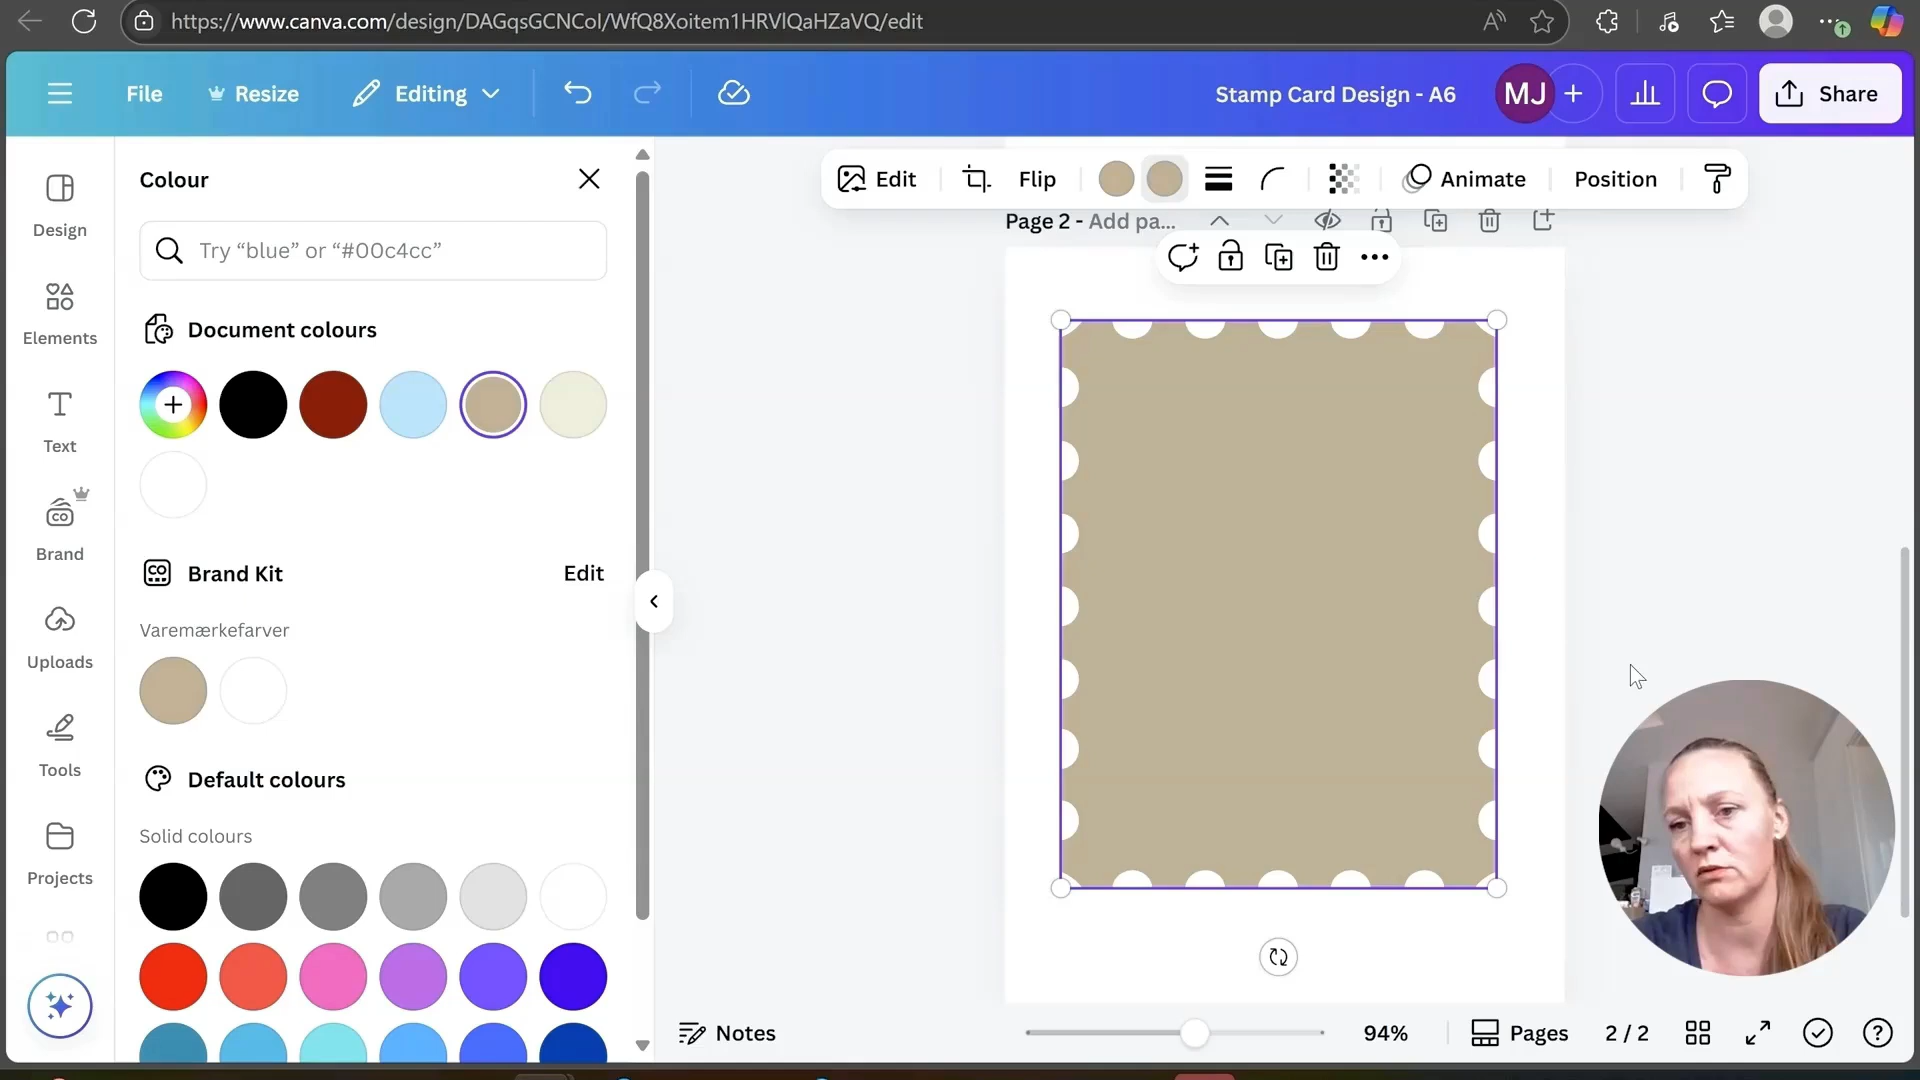 https://www.canva.com/design/DAGqsGCNCoI/WfQ8Xoitem1HRVlQaHZaVQ/edit
File
Resize
Editing
Stamp Card Design - A6
MJ
Share
Design
Elements
Text
Brand
Uploads
Tools
Projects
Colour
Try “blue” or “#00c4cc”
Document colours
Brand Kit
Edit
Varemærkefarver
Default colours
Solid colours
Edit
Flip
Animate
Position
Page 2 - Add pa...
Notes
94%
Pages
2 / 2